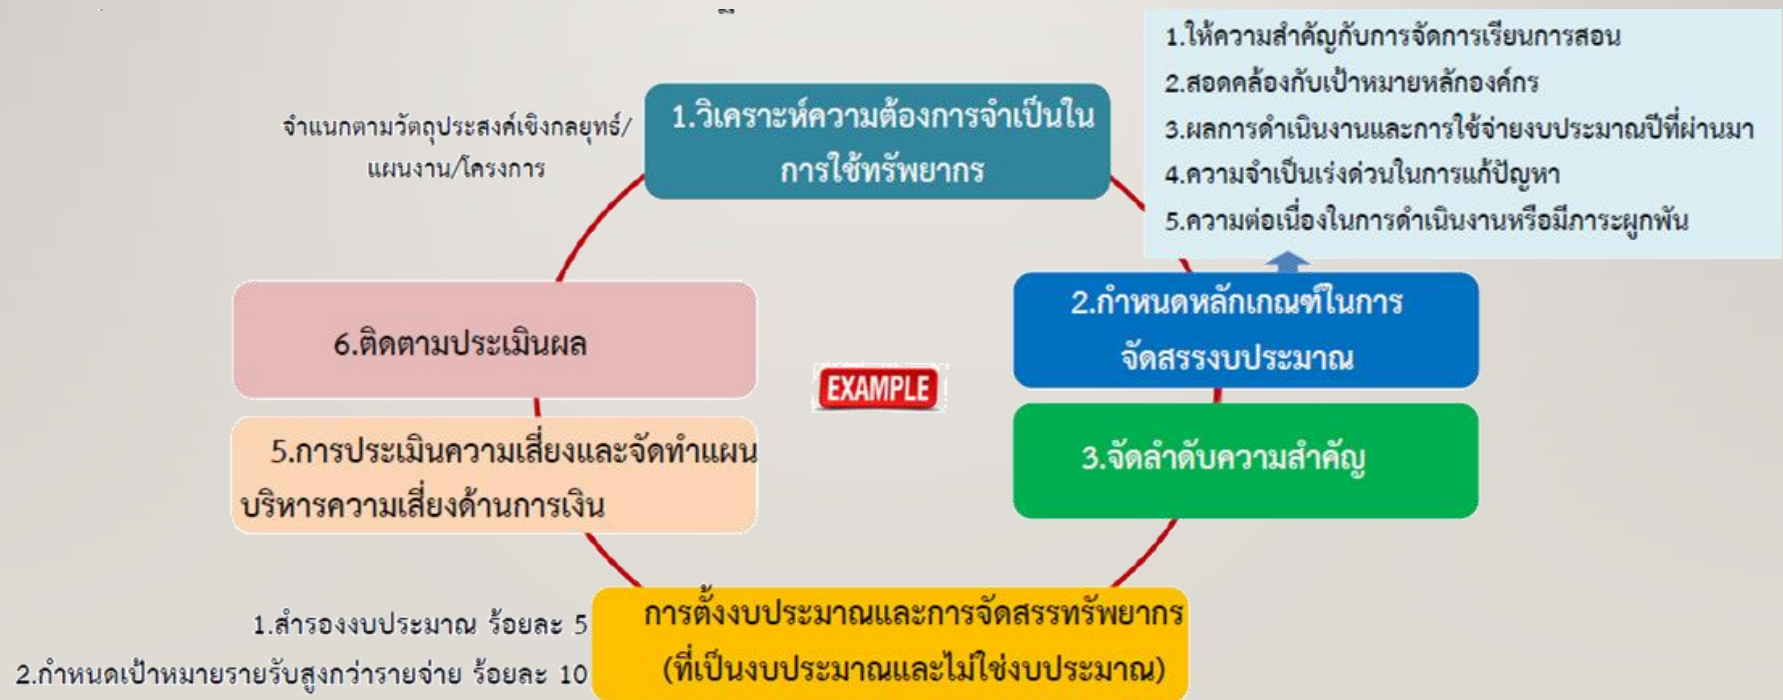 จำแนกตามวัตถุประสงค์เชิงกลยุทธ์/
แผนงาน/โครงการ
1.วิเคราะห์ความต้องการจำเป็นใน
การใช้ทรัพยากร
1.ให้ความสำคัญกับการจัดการเรียนการสอน
2.สอดคล้องกับเป้าหมายหลักองค์กร
3.ผลการดำเนินงานและการใช้จ่ายงบประมาณปีที่ผ่านมา
4.ความจำเป็นเร่งด่วนในการแก้ปัญหา
5.ความต่อเนื่องในการดำเนินงานหรือมีภาระผูกพัน
2.กำหนดหลักเกณฑ์ในการ
จัดสรรงบประมาณ
3.จัดลำดับความสำคัญ
การตั้งงบประมาณและการจัดสรรทรัพยากร
(ที่เป็นงบประมาณและไม่ใช่งบประมาณ)
1.สำรองงบประมาณ ร้อยละ 5
2.กำหนดเป้าหมายรายรับสูงกว่ารายจ่าย ร้อยละ 10
5.การประเมินความเสี่ยงและจัดทำแผน
บริหารความเสี่ยงด้านการเงิน
6.ติดตามประเมินผล
EXAMPLE